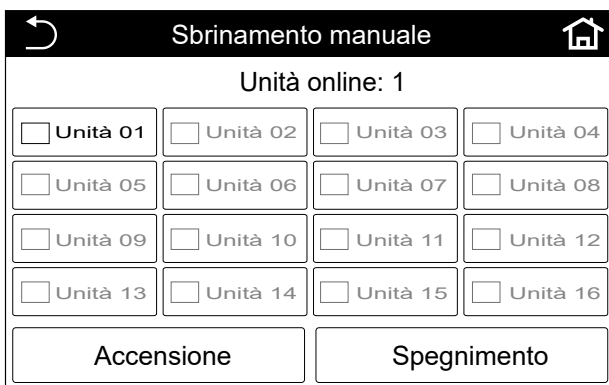 Sbrinamento manuale
Unità online: 1
Unità 01 Unità 02 Unità 03 Unità 04
Unità 05 Unità 06 Unità 07 Unità 08
Unità 09 Unità 10 Unità 11 Unità 12
Unità 13 Unità 14 Unità 15 Unità 16
Accensione Spegnimento